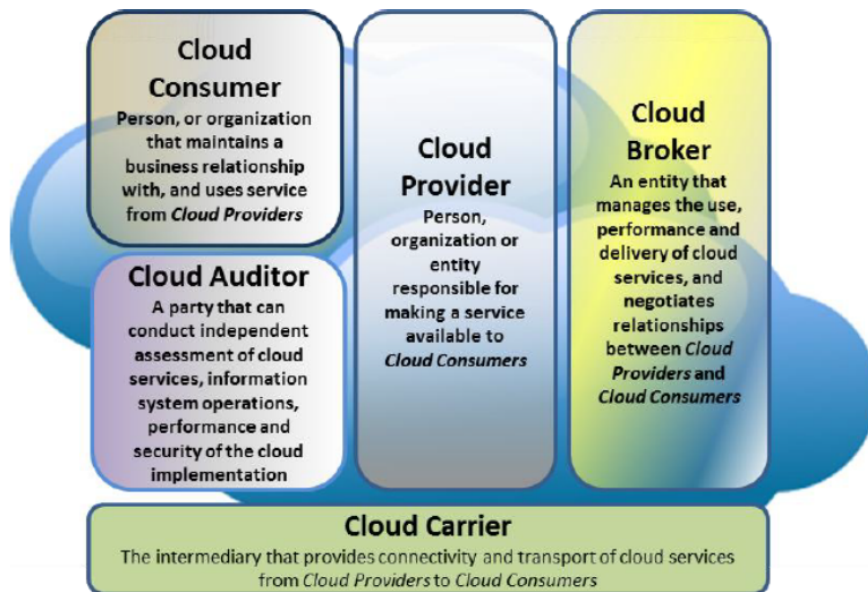 Cloud
Consumer
Person, or organization
that maintains a
business relationship
with, and uses service
from Cloud Providers
Cloud Auditor
A party that can
conduct independent
assessment of cloud
services, information
system operations,
performance and
security of the cloud
implementation
Cloud
Provider
Person,
organization or
entity
responsible for
making a service
available to
Cloud Consumers
Cloud
Broker
An entity that
manages the use,
performance and
delivery of cloud
services, and
negotiates
relationships
between Cloud
Providers and
Cloud Consumers
Cloud Carrier
The intermediary that provides connectivity and transport of cloud services
from Cloud Providers to Cloud Consumers